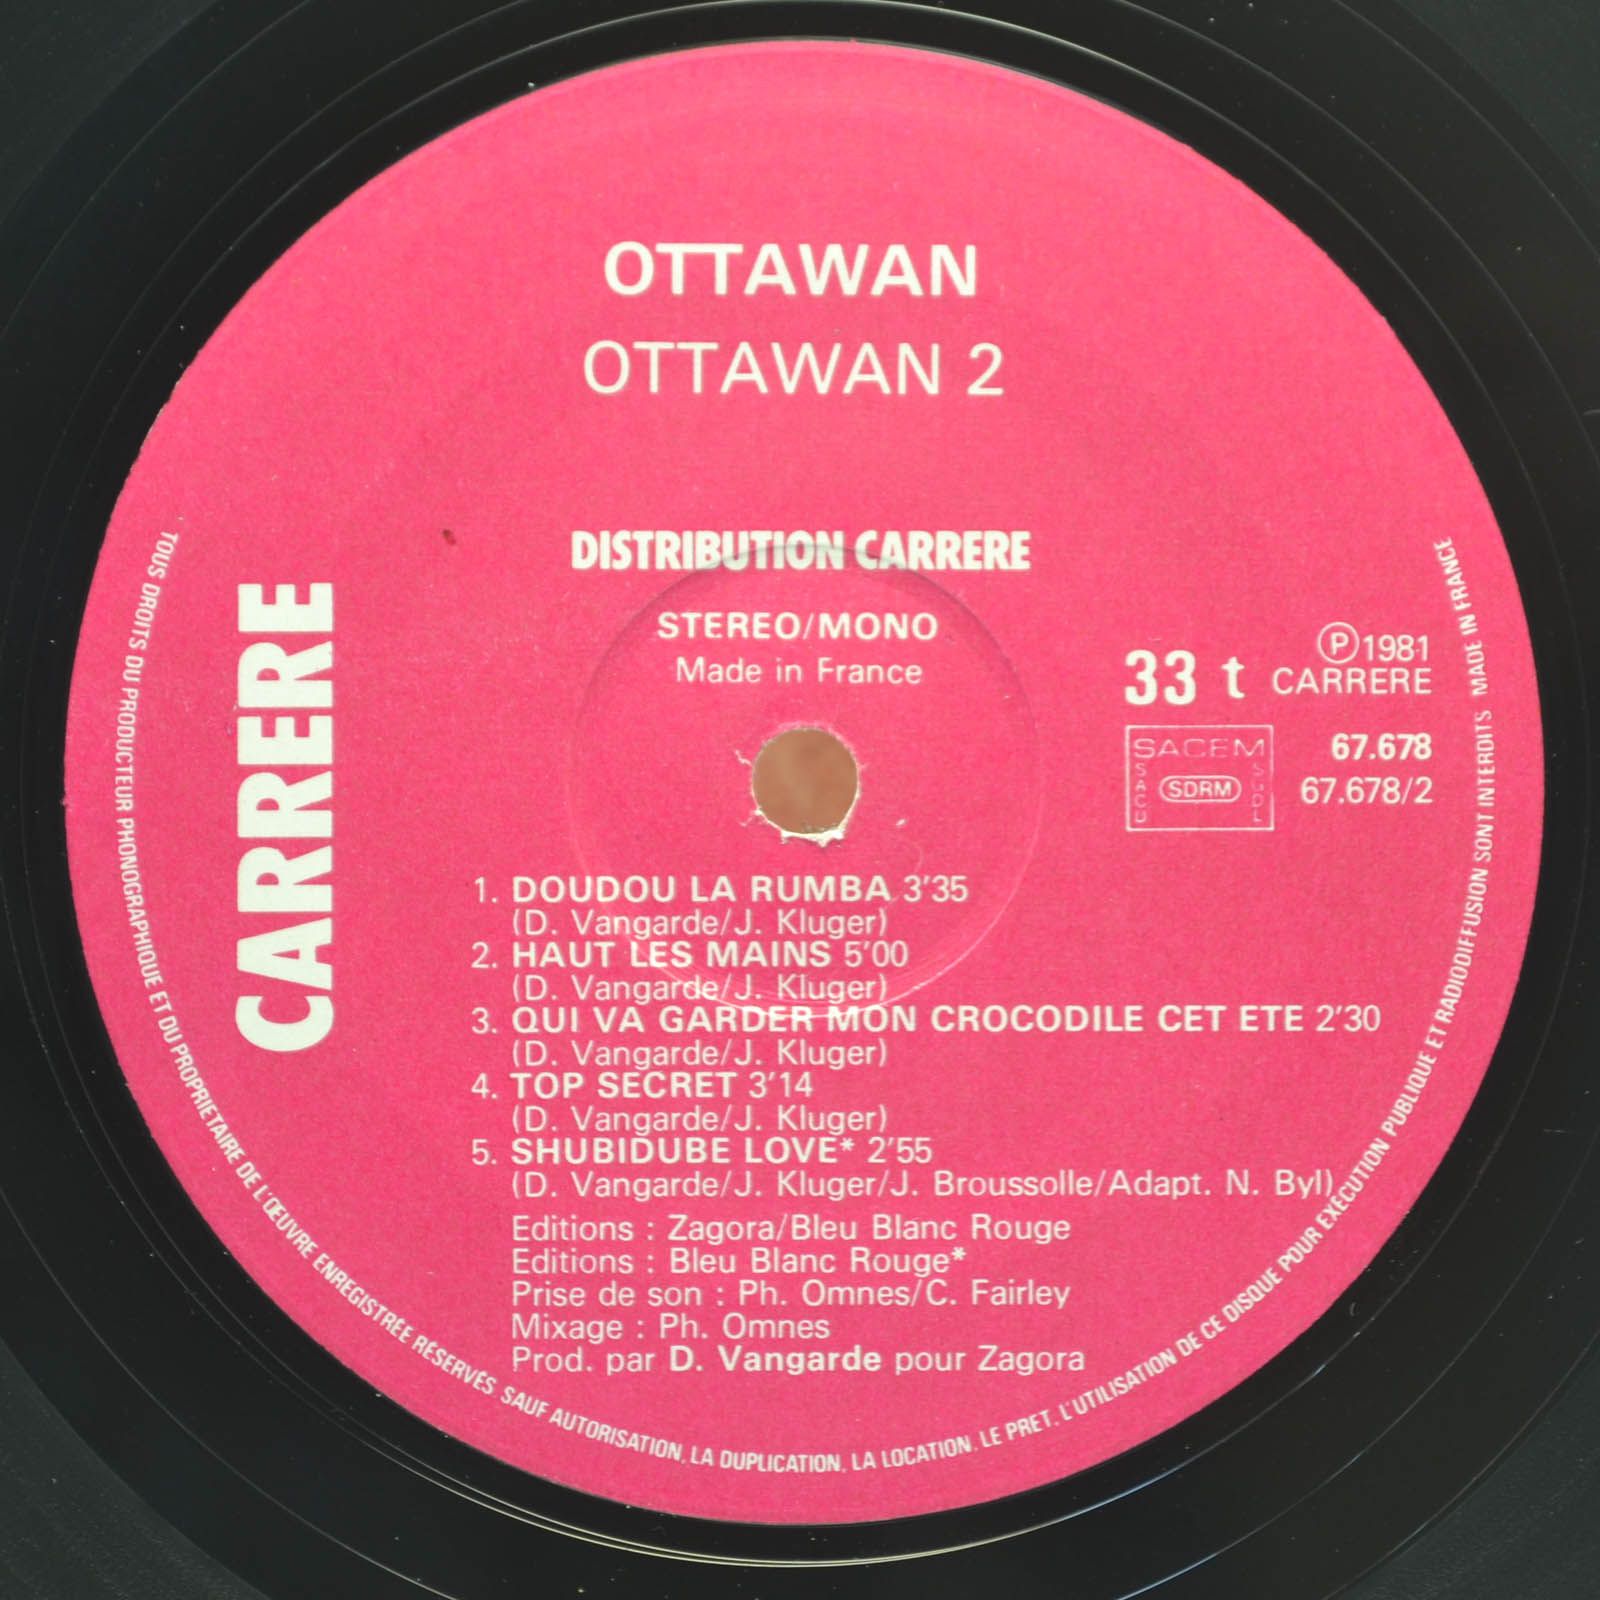 OTTAWAN
OTTAWAN 2
DISTRIBUTION CARRERE
STEREO/MONO
Made in France
CARRERE
33 t
Ⓟ 1981
CARRERE
SACEM
SACD
SDRM
SGDL
67.678
67.678/2
1. DOUDOU LA RUMBA 3'35
(D. Vangarde/J. Kluger)
2. HAUT LES MAINS 5'00
(D. Vangarde/J. Kluger)
3. QUI VA GARDER MON CROCODILE CET ETE 2'30
(D. Vangarde/J. Kluger)
4. TOP SECRET 3'14
(D. Vangarde/J. Kluger)
5. SHUBIDUBE LOVE* 2'55
(D. Vangarde/J. Kluger/J. Broussolle/Adapt. N. Byl)
Editions : Zagora/Bleu Blanc Rouge
Editions : Bleu Blanc Rouge*
Prise de son : Ph. Omnes/C. Fairley
Mixage : Ph. Omnes
Prod. par D. Vangarde pour Zagora
TOUS DROITS DU PRODUCTEUR PHONOGRAPHIQUE ET DU PROPRIETAIRE DE L'ŒUVRE ENREGISTRÉE RÉSERVÉS SAUF AUTORISATION, LA DUPLICATION, LA LOCATION, LE PRET, L'UTILISATION DE CE DISQUE POUR EXECUTION PUBLIQUE ET RADIODIFFUSION SONT INTERDITS MADE IN FRANCE